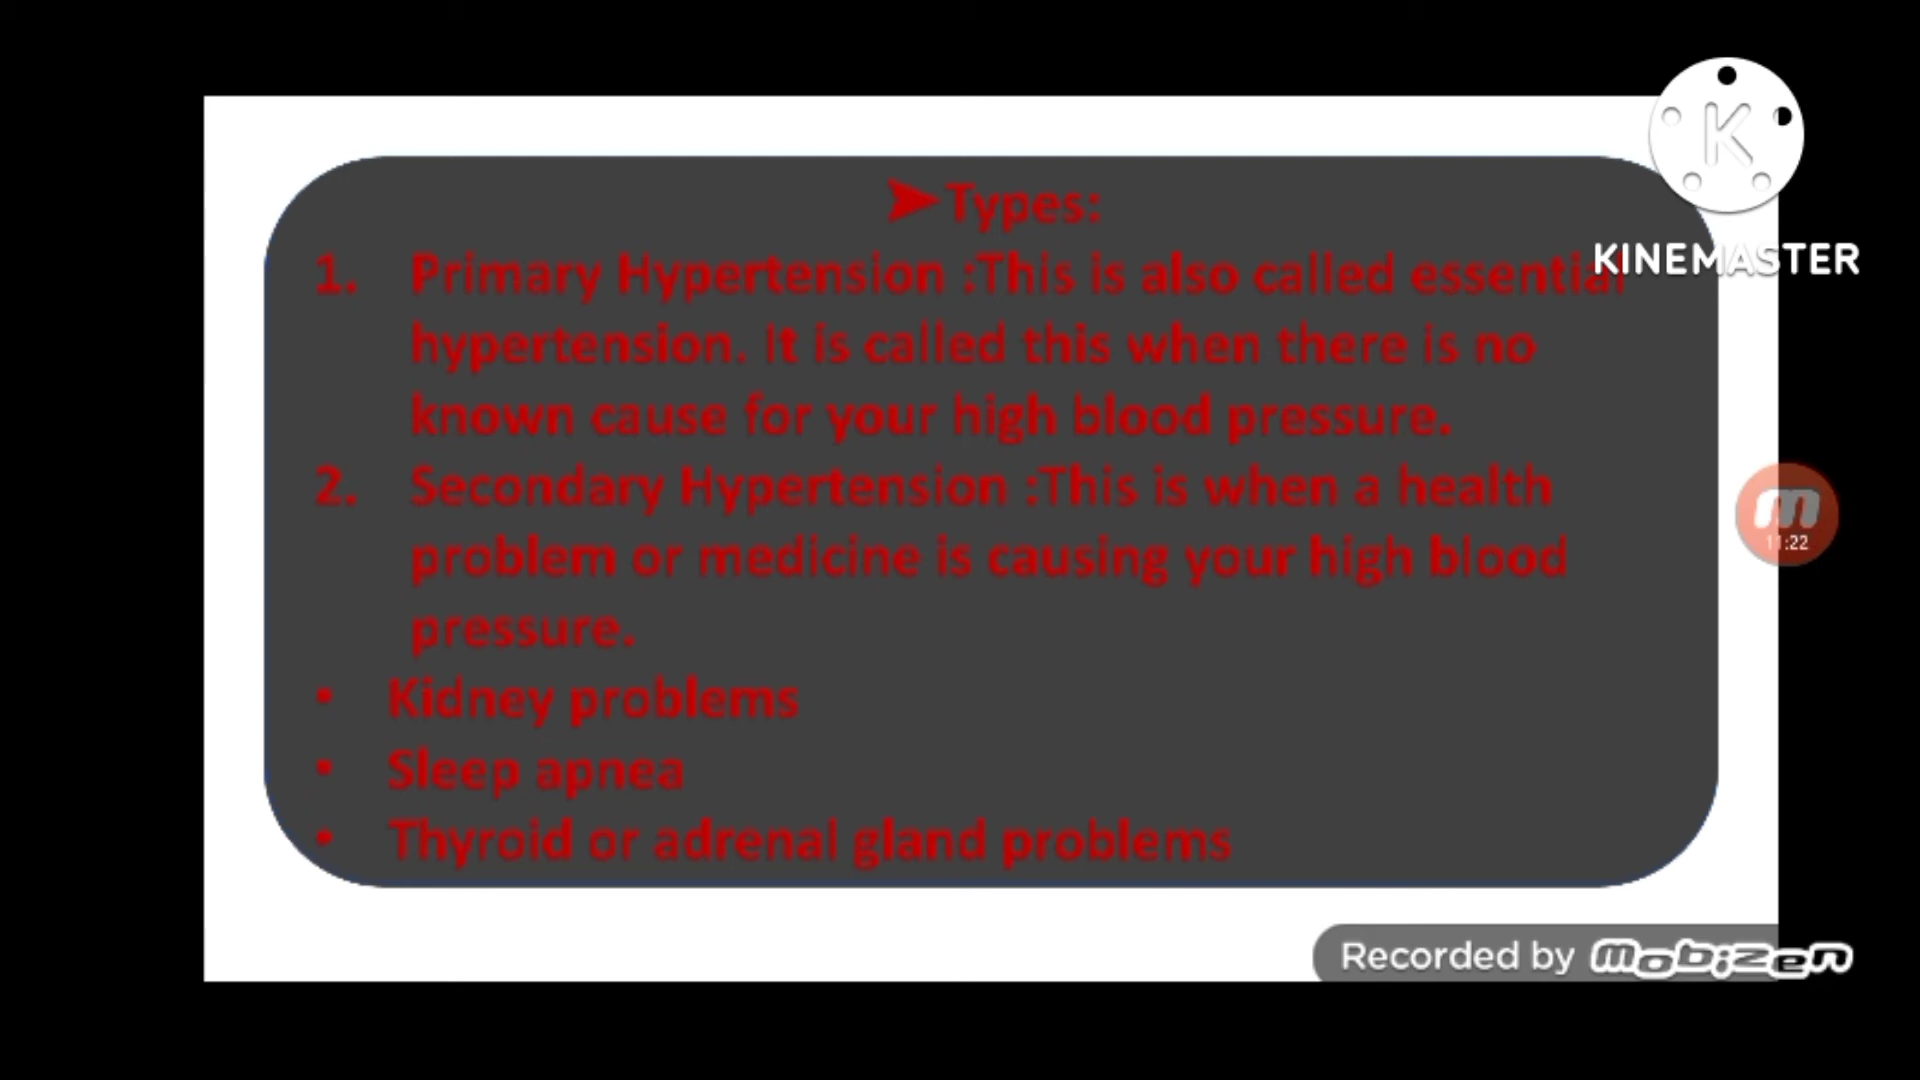 ➤Types:
1. Primary Hypertension :This is also called essential
hypertension. It is called this when there is no
known cause for your high blood pressure.
2. Secondary Hypertension :This is when a health
problem or medicine is causing your high blood
pressure.
• Kidney problems
• Sleep apnea
• Thyroid or adrenal gland problems
K
KINEMASTER
m
11:22
Recorded by mobizen